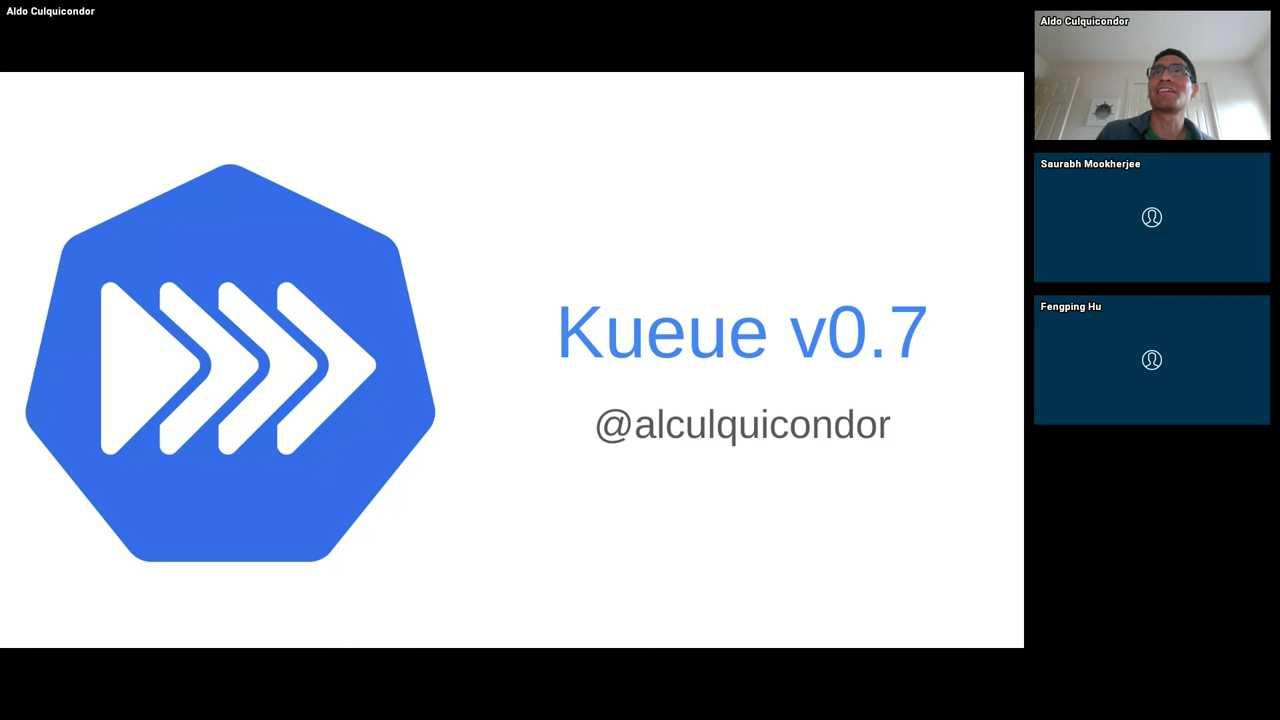 Aldo Culquicondor
Kueue v0.7
@alculquicondor
Aldo Culquicondor
Saurabh Mookherjee
Fengping Hu